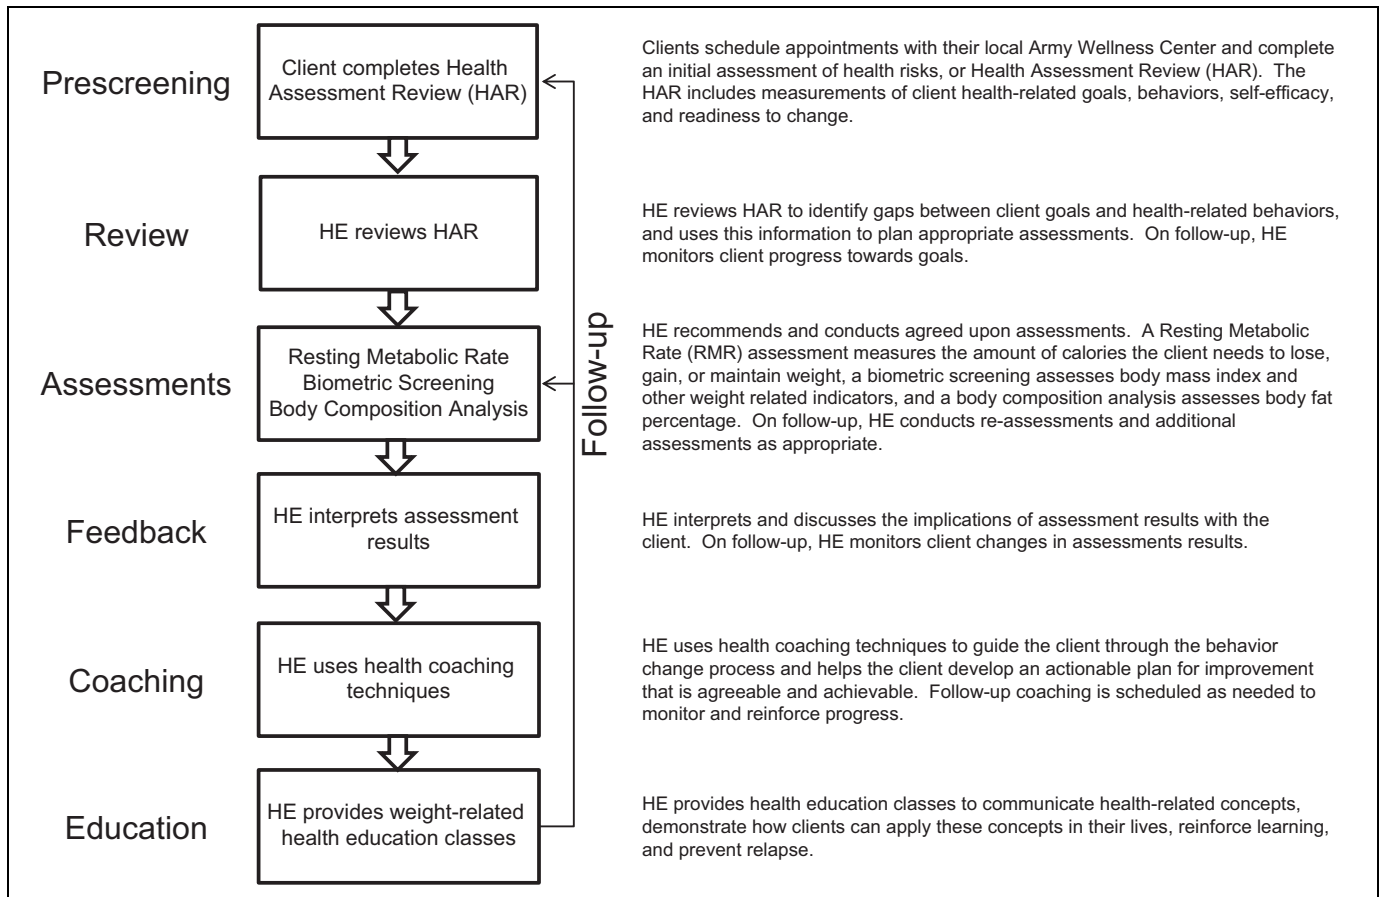 Prescreening
Client completes Health
Assessment Review (HAR)
Clients schedule appointments with their local Army Wellness Center and complete
an initial assessment of health risks, or Health Assessment Review (HAR).  The
HAR includes measurements of client health-related goals, behaviors, self-efficacy,
and readiness to change.
Review
HE reviews HAR
HE reviews HAR to identify gaps between client goals and health-related behaviors,
and uses this information to plan appropriate assessments.  On follow-up, HE
monitors client progress towards goals.
Assessments
Resting Metabolic Rate
Biometric Screening
Body Composition Analysis
Follow-up
HE recommends and conducts agreed upon assessments.  A Resting Metabolic
Rate (RMR) assessment measures the amount of calories the client needs to lose,
gain, or maintain weight, a biometric screening assesses body mass index and
other weight related indicators, and a body composition analysis assesses body fat
percentage.  On follow-up, HE conducts re-assessments and additional
assessments as appropriate.
Feedback
HE interprets assessment
results
HE interprets and discusses the implications of assessment results with the
client.  On follow-up, HE monitors client changes in assessments results.
Coaching
HE uses health coaching
techniques
HE uses health coaching techniques to guide the client through the behavior
change process and helps the client develop an actionable plan for improvement
that is agreeable and achievable.  Follow-up coaching is scheduled as needed to
monitor and reinforce progress.
Education
HE provides weight-related
health education classes
HE provides health education classes to communicate health-related concepts,
demonstrate how clients can apply these concepts in their lives, reinforce learning,
and prevent relapse.